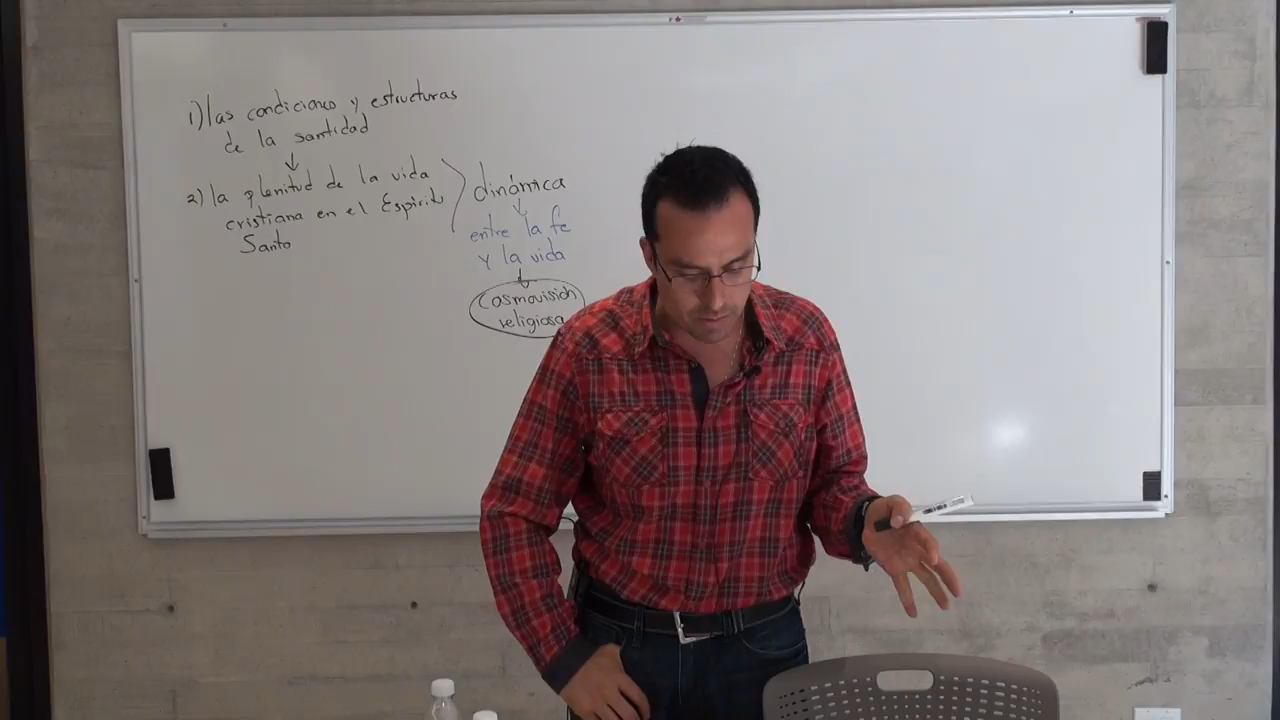 1) las condiciones y estructuras
de la santidad
2) la plenitud de la vida
cristiana en el Espíritu
Santo
dinámica
entre la fe
y la vida
Cosmovisión
religiosa